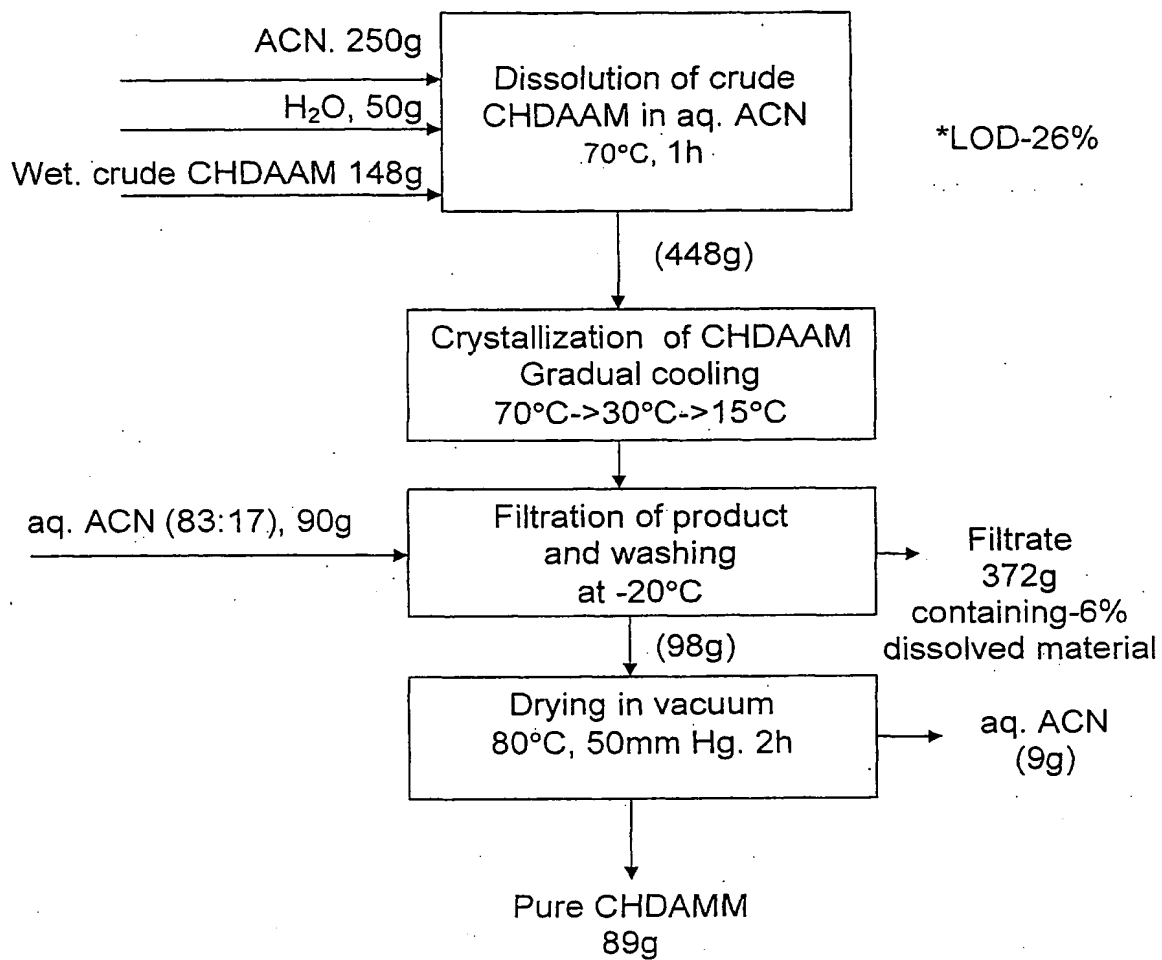 ACN. 250g
H₂O, 50g
Wet. crude CHDAAM 148g
Dissolution of crude
CHDAAM in aq. ACN
70°C, 1h
*LOD-26%
(448g)
Crystallization of CHDAAM
Gradual cooling
70°C->30°C->15°C
aq. ACN (83:17), 90g
Filtration of product
and washing
at -20°C
Filtrate
372g
containing-6%
dissolved material
(98g)
Drying in vacuum
80°C, 50mm Hg. 2h
aq. ACN
(9g)
Pure CHDAMM
89g